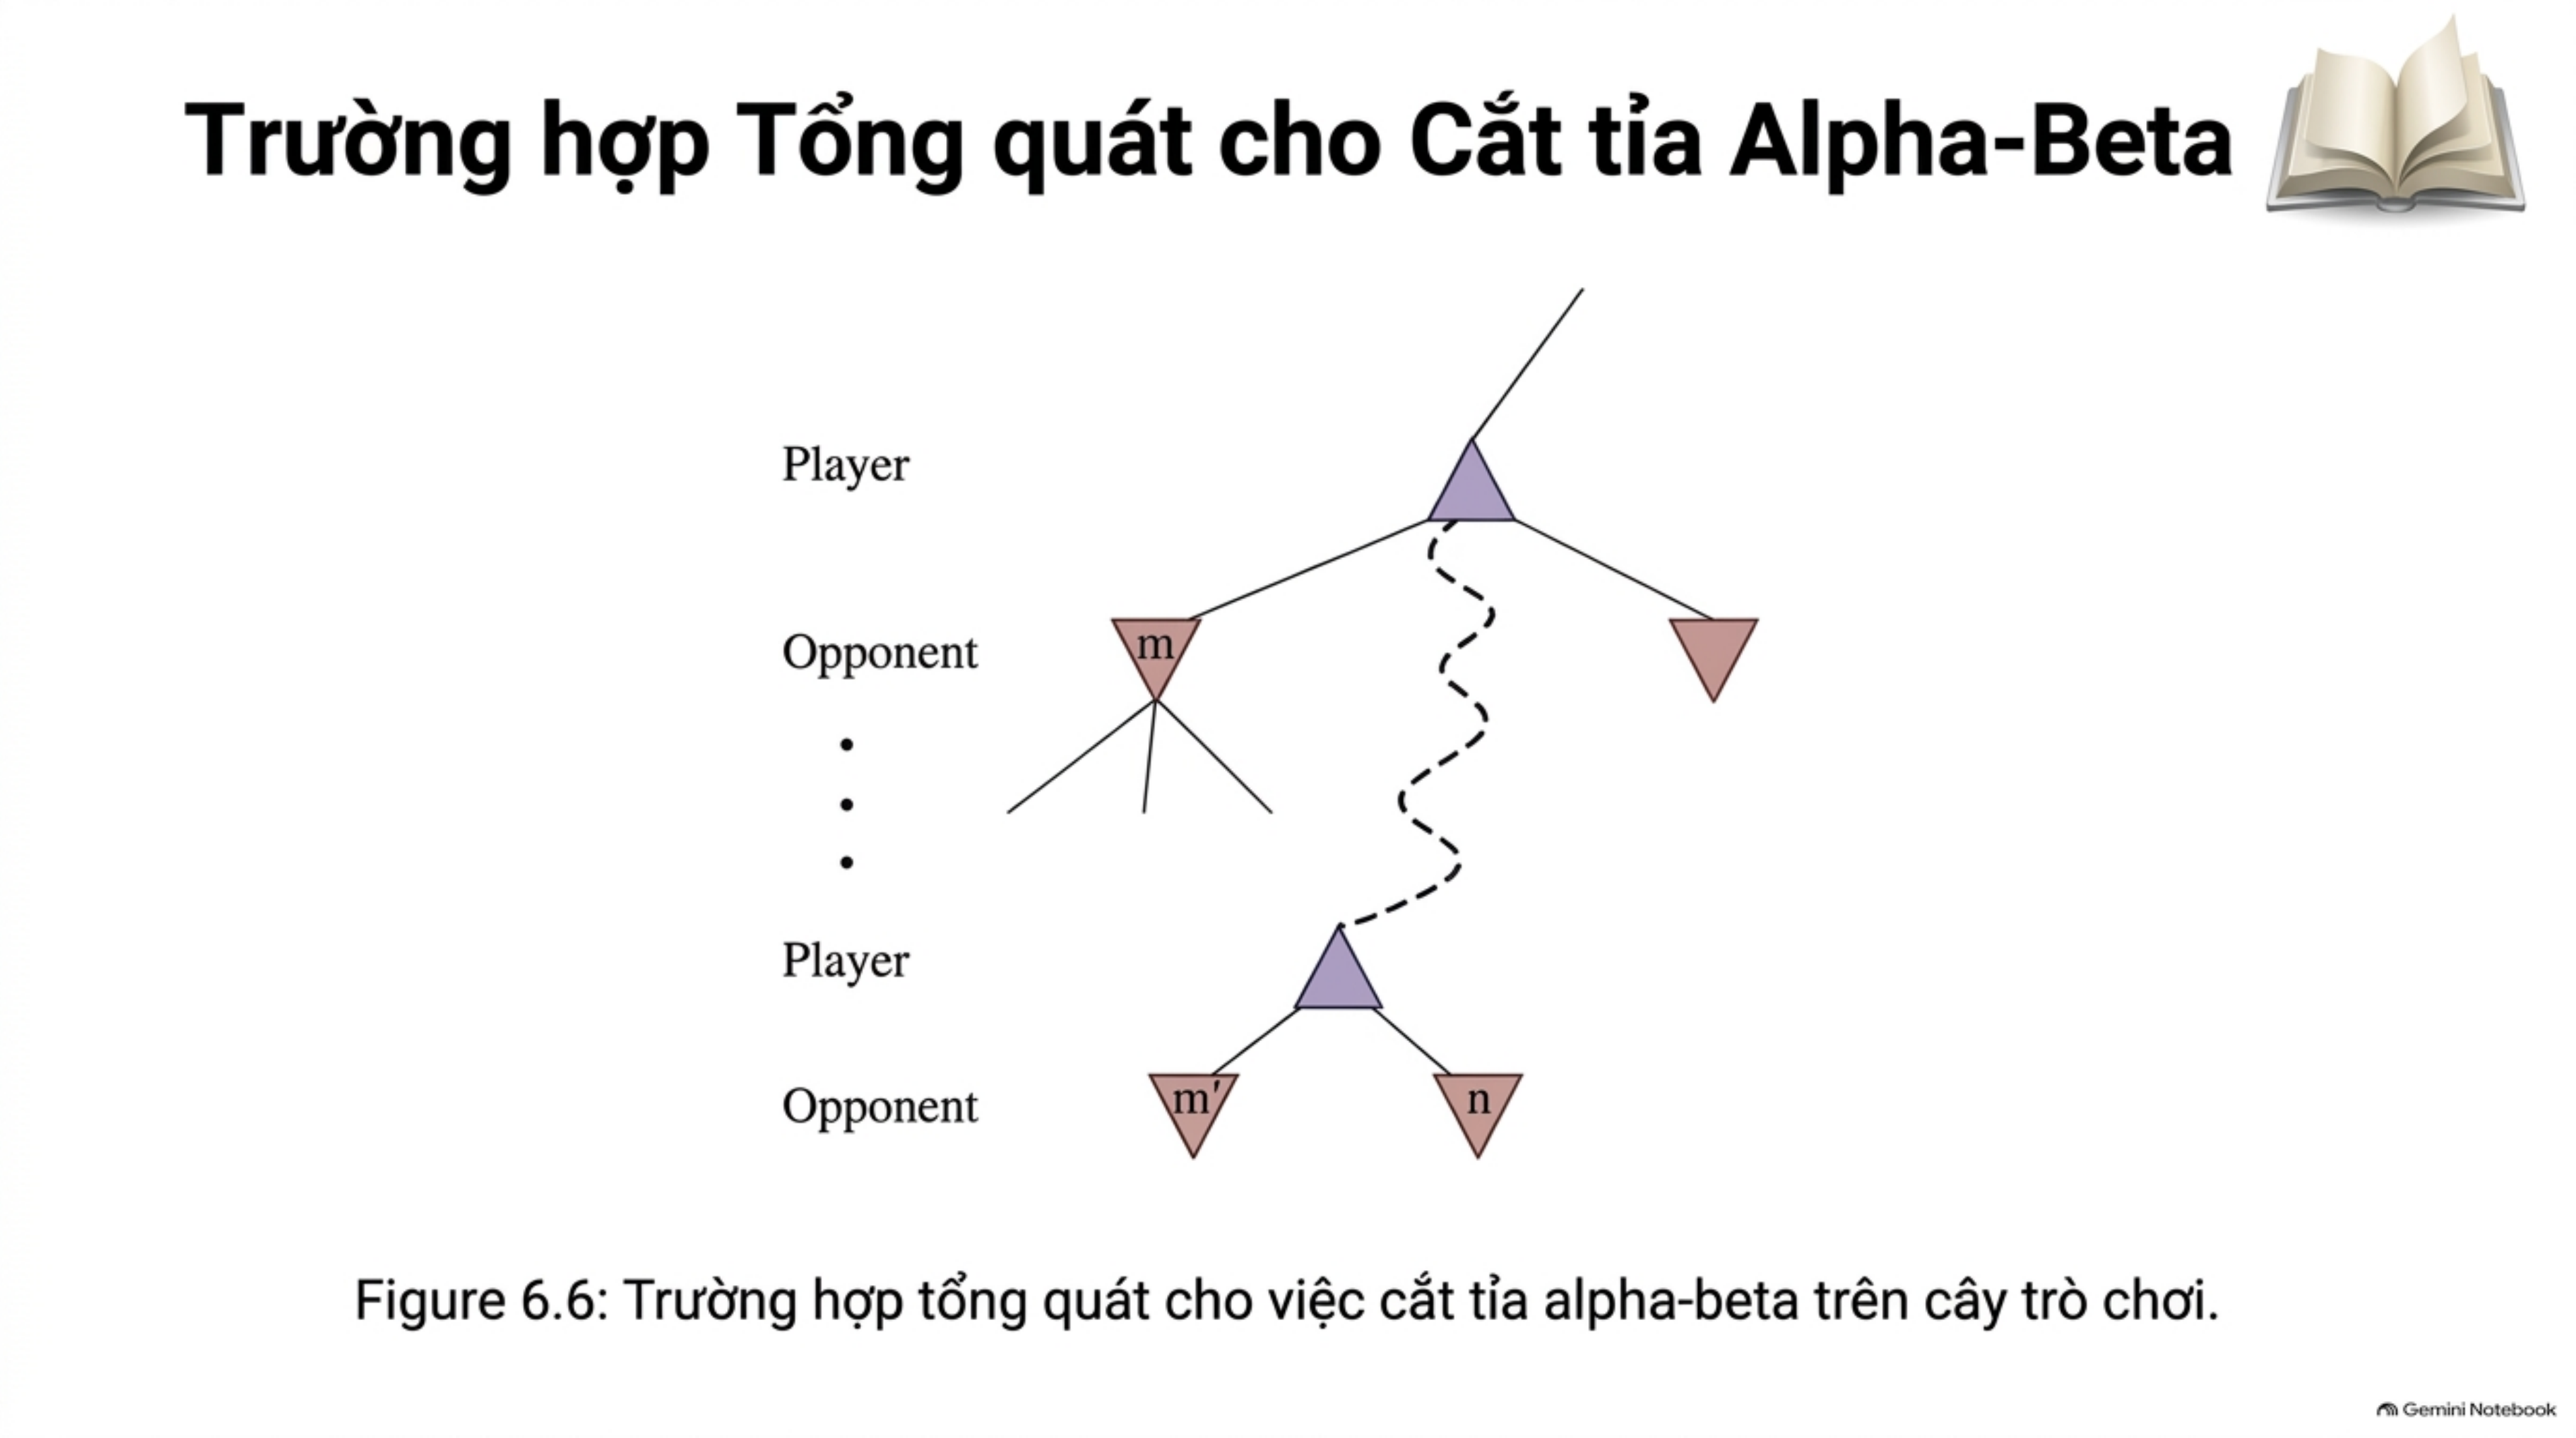 Trường hợp Tổng quát cho Cắt tỉa Alpha-Beta
Player
Opponent
m
Player
Opponent
m′
n
Figure 6.6: Trường hợp tổng quát cho việc cắt tỉa alpha-beta trên cây trò chơi.
Gemini Notebook